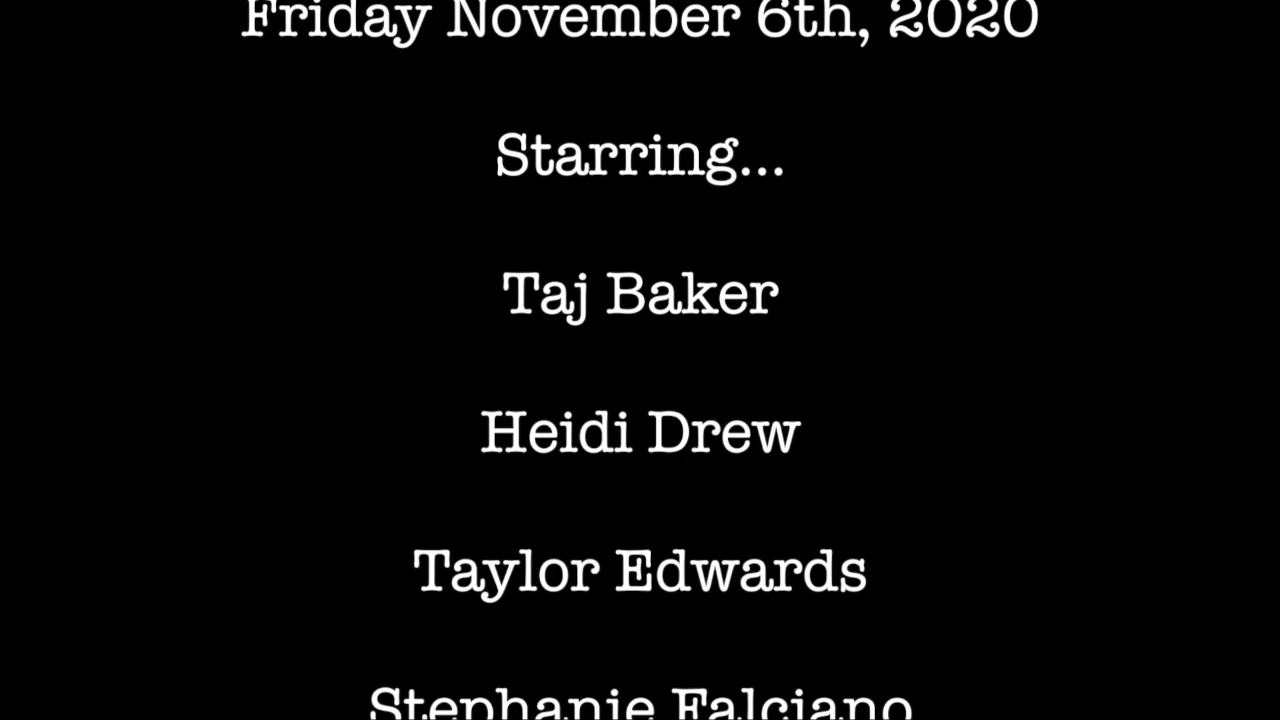 Friday November 6th, 2020
Starring...
Taj Baker
Heidi Drew
Taylor Edwards
Stephanie Falciano